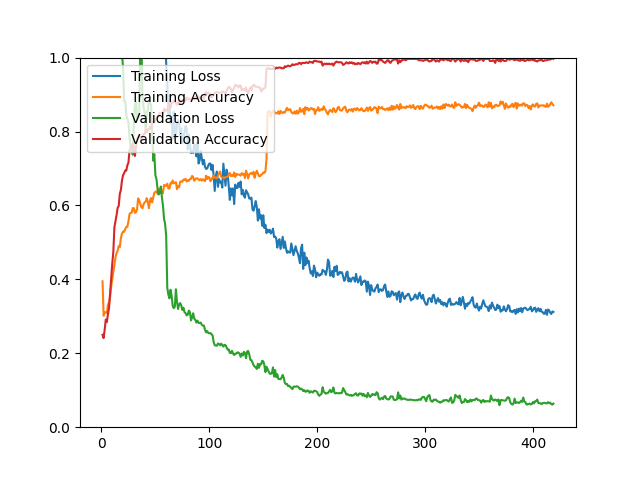 1.0
0.8
0.6
0.4
0.2
0.0
Training Loss
Training Accuracy
Validation Loss
Validation Accuracy
0 100 200 300 400